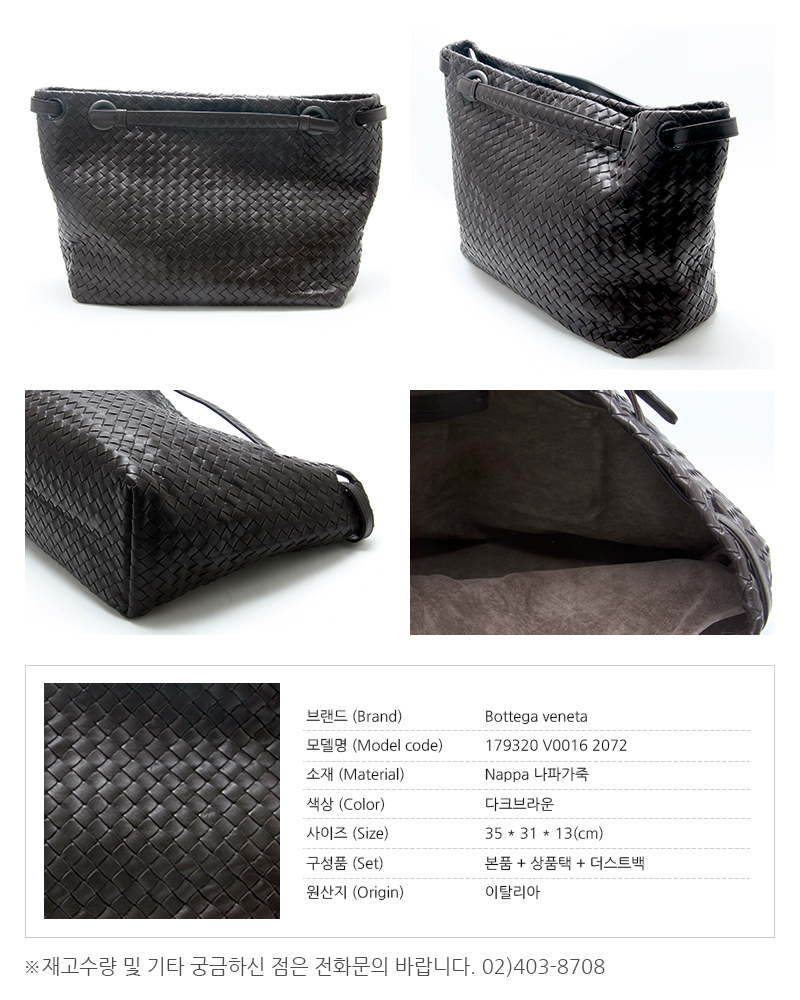 브랜드 (Brand) Bottega veneta
모델명 (Model code) 179320 V0016 2072
소재 (Material) Nappa 나파가죽
색상 (Color) 다크브라운
사이즈 (Size) 35 * 31 * 13(cm)
구성품 (Set) 본품 + 상품택 + 더스트백
원산지 (Origin) 이탈리아
※재고수량 및 기타 궁금하신 점은 전화문의 바랍니다. 02)403-8708